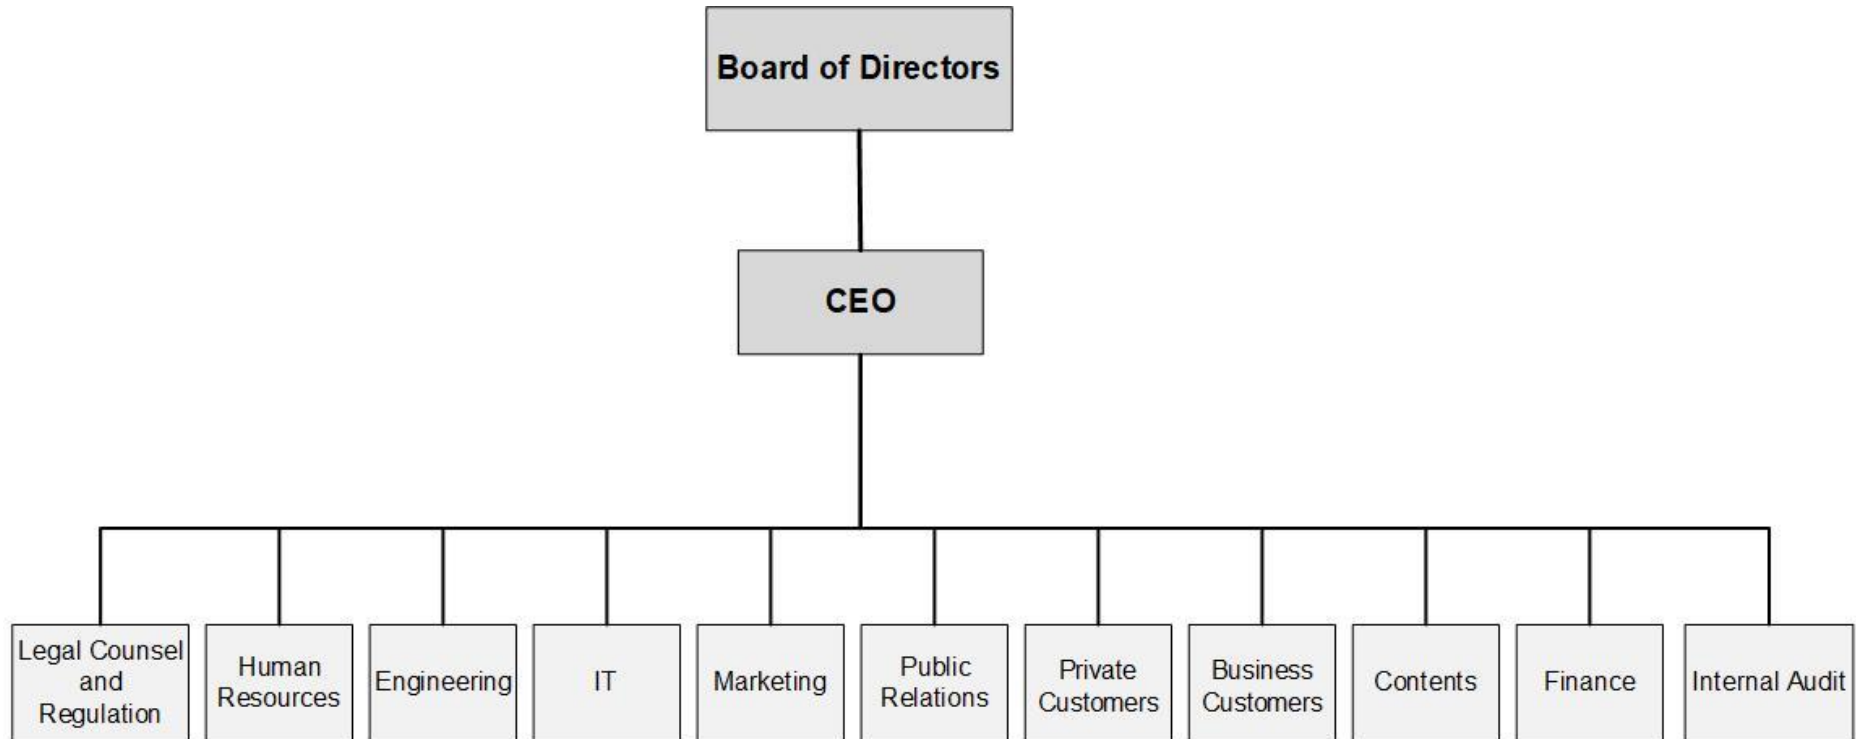 Board of Directors
CEO
Legal Counsel
and
Regulation
Human
Resources
Engineering
IT
Marketing
Public
Relations
Private
Customers
Business
Customers
Contents
Finance
Internal Audit